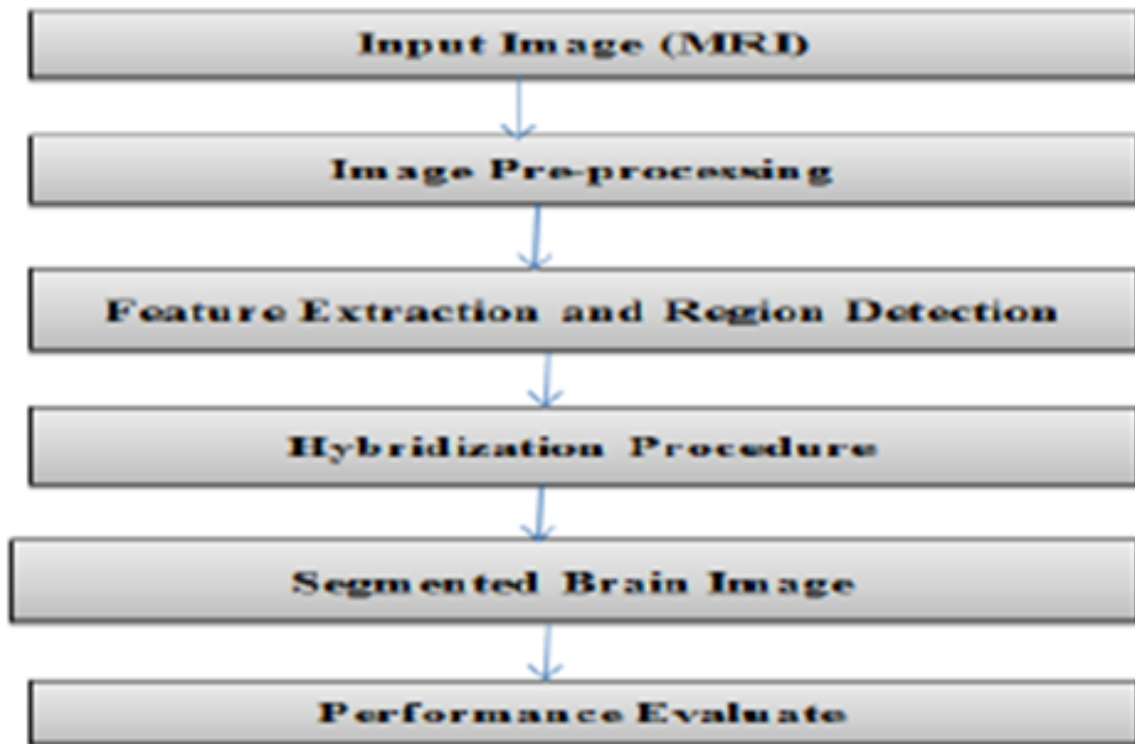 Input Image (MRI)
Image Pre-processing
Feature Extraction and Region Detection
Hybridization Procedure
Segmented Brain Image
Performance Evaluate